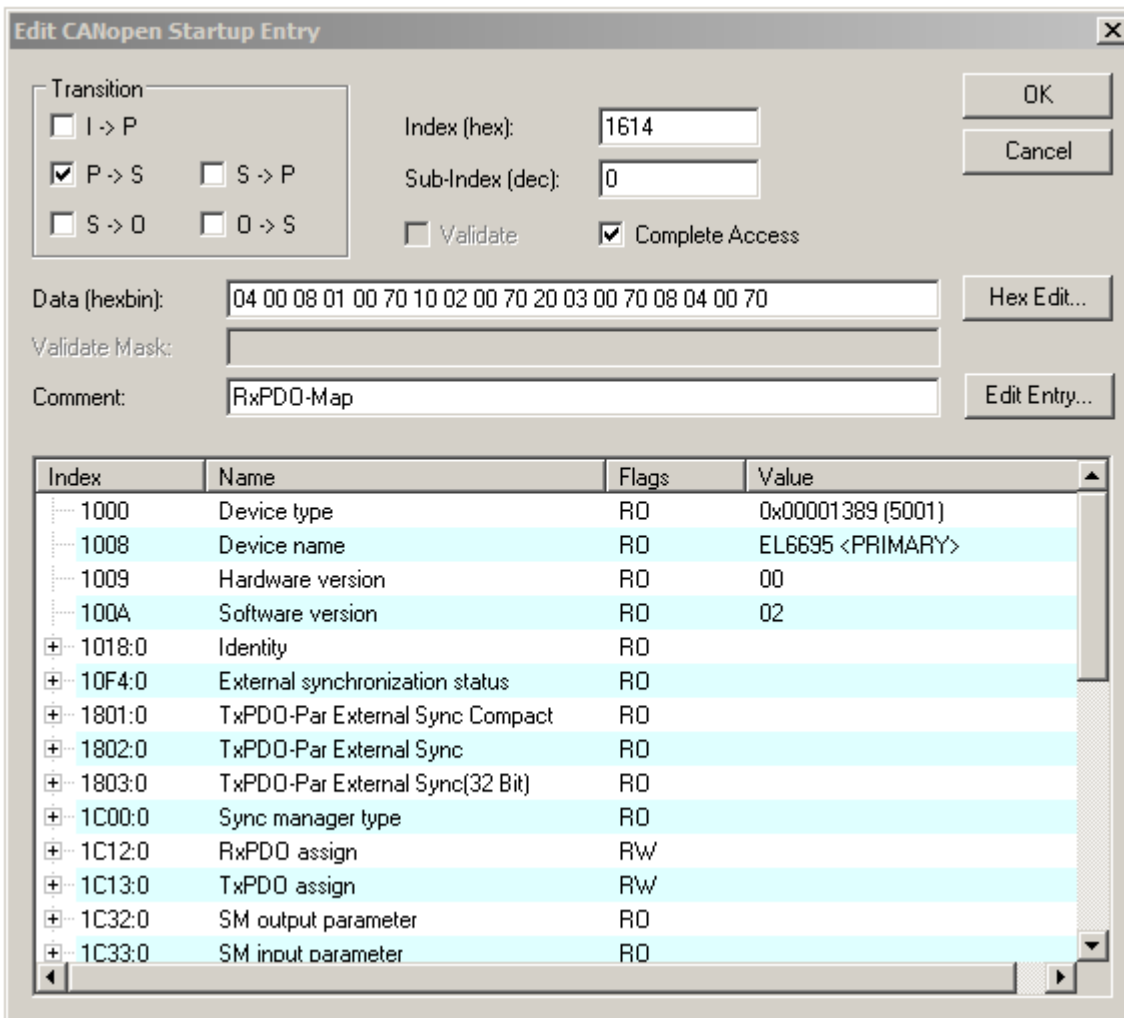 Edit CANopen Startup Entry
Transition
I -> P
P -> S S -> P
S -> O O -> S
Index (hex): 1614
Sub-Index (dec): 0
Validate Complete Access
OK
Cancel
Data (hexbin): 04 00 08 01 00 70 10 02 00 70 20 03 00 70 08 04 00 70 Hex Edit...
Validate Mask:
Comment: RxPDO-Map Edit Entry...
Index Name Flags Value
1000 Device type RO 0x00001389 (5001)
1008 Device name RO EL6695 <PRIMARY>
1009 Hardware version RO 00
100A Software version RO 02
1018:0 Identity RO
10F4:0 External synchronization status RO
1801:0 TxPDO-Par External Sync Compact RO
1802:0 TxPDO-Par External Sync RO
1803:0 TxPDO-Par External Sync(32 Bit) RO
1C00:0 Sync manager type RO
1C12:0 RxPDO assign RW
1C13:0 TxPDO assign RW
1C32:0 SM output parameter RO
1C33:0 SM input parameter RO